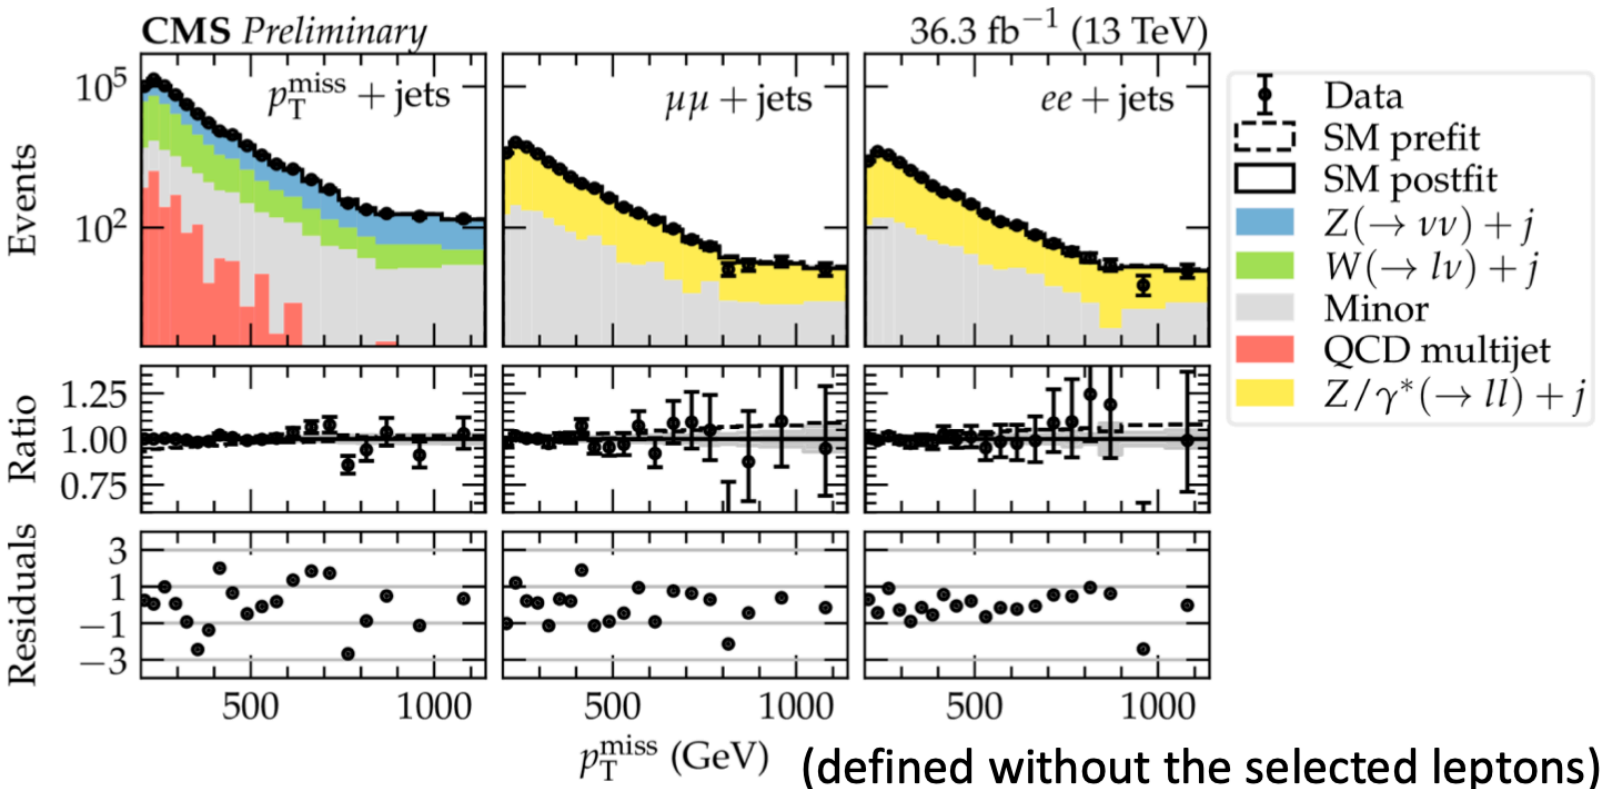 CMS Preliminary
36.3 fb⁻¹ (13 TeV)
10⁵
10²
Events
p_T^miss + jets
μμ + jets
ee + jets
Data
SM prefit
SM postfit
Z(→ νν) + j
W(→ lν) + j
Minor
QCD multijet
Z/γ*(→ ll) + j
Ratio
1.25
1.00
0.75
Residuals
3
1
−1
−3
500 1000 500 1000 500 1000
p_T^miss (GeV)
(defined without the selected leptons)